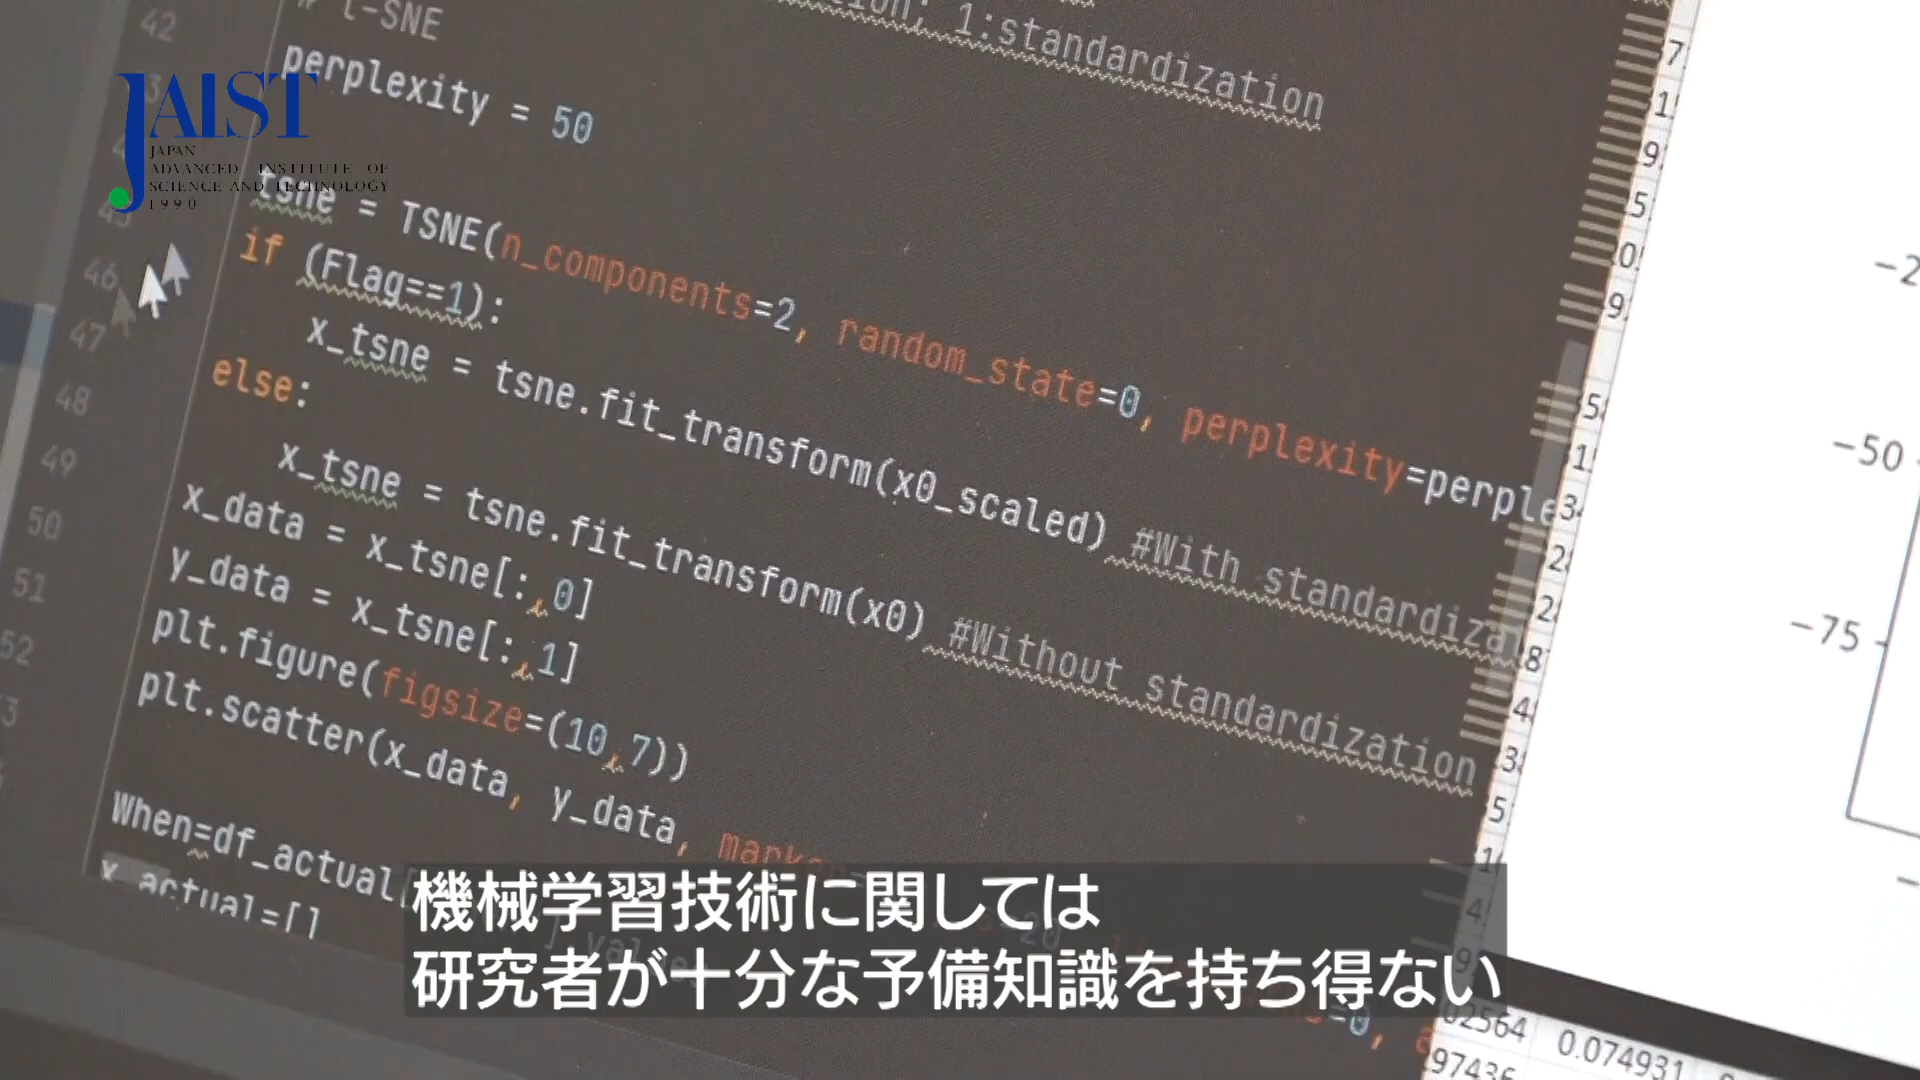 JAIST
JAPAN
ADVANCED INSTITUTE OF
SCIENCE AND TECHNOLOGY
1990
42
# t-SNE
1:standardization
perplexity = 50
tsne = TSNE(n_components=2, random_state=0, perplexity=perple
46 if (Flag==1):
47 x_tsne = tsne.fit_transform(x0_scaled) #With standardizat
48 else:
49 x_tsne = tsne.fit_transform(x0) #Without standardization
50 x_data = x_tsne[:,0]
51 y_data = x_tsne[:,1]
52 plt.figure(figsize=(10,7))
plt.scatter(x_data, y_data, marker=
When=df_actual[
x_actual=[]
-50
-75
02564 0.074931
97436
機械学習技術に関しては
研究者が十分な予備知識を持ち得ない